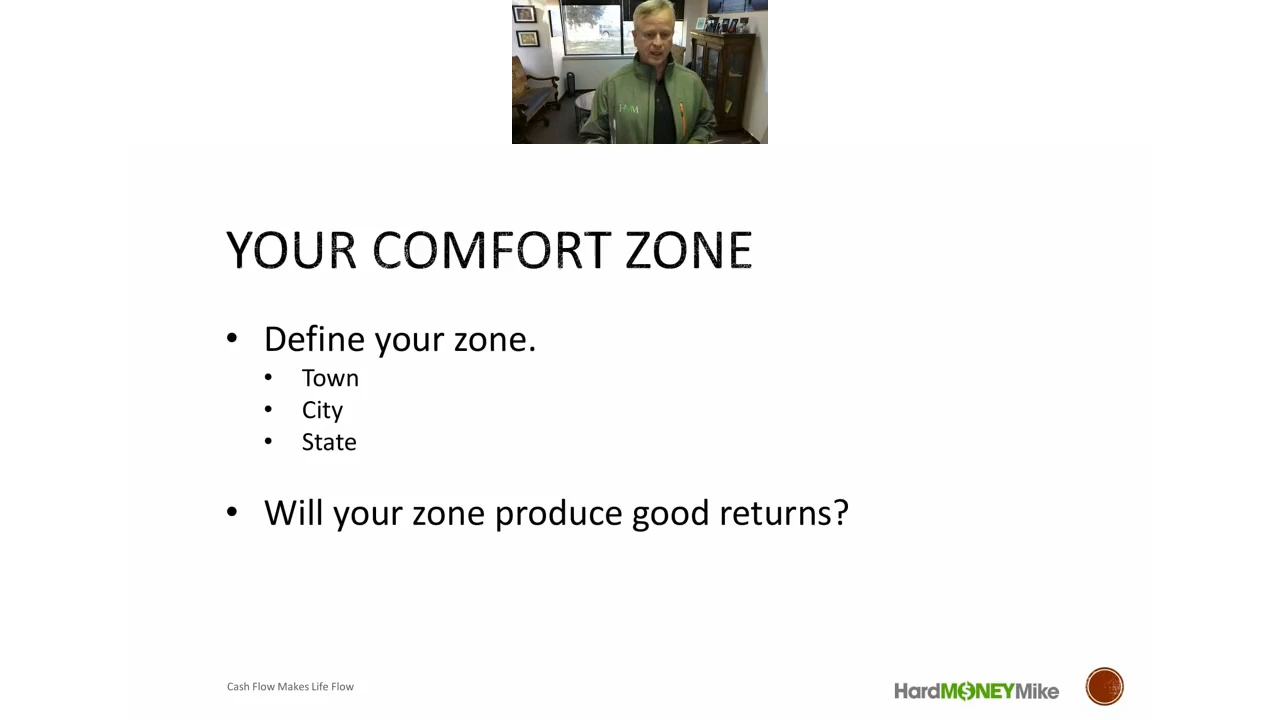 YOUR COMFORT ZONE
• Define your zone.
• Town
• City
• State
• Will your zone produce good returns?
Cash Flow Makes Life Flow
HardMONEYMike